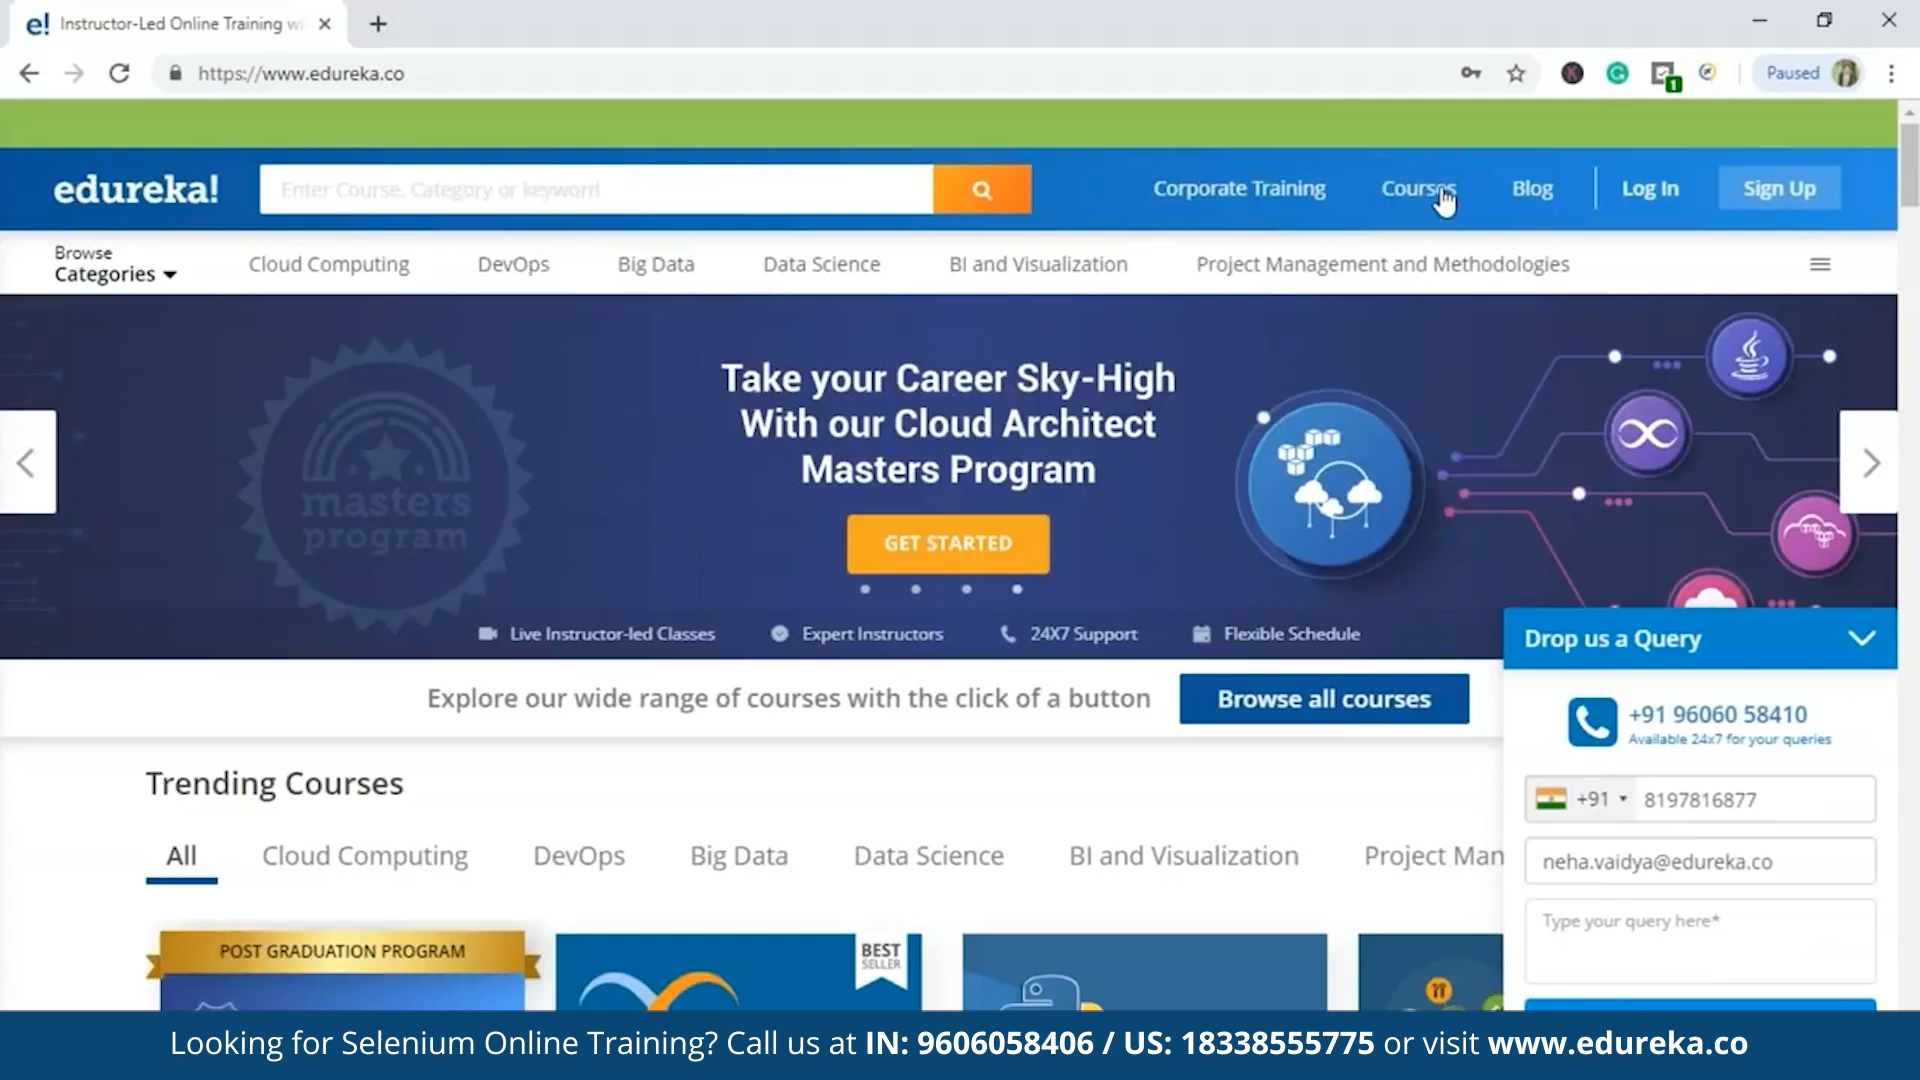 e! Instructor-Led Online Training wi
https://www.edureka.co
1
Paused
edureka!
Enter Course, Category or keyword
Corporate Training
Courses
Blog
Log In
Sign Up
Browse
Categories
Cloud Computing
DevOps
Big Data
Data Science
BI and Visualization
Project Management and Methodologies
masters
program
Take your Career Sky-High
With our Cloud Architect
Masters Program
GET STARTED
Live Instructor-led Classes
Expert Instructors
24X7 Support
Flexible Schedule
Explore our wide range of courses with the click of a button
Browse all courses
Drop us a Query
+91 96060 58410
Available 24x7 for your queries
+91
8197816877
neha.vaidya@edureka.co
Type your query here*
Trending Courses
All
Cloud Computing
DevOps
Big Data
Data Science
BI and Visualization
Project Man
POST GRADUATION PROGRAM
BEST
SELLER
Looking for Selenium Online Training? Call us at IN: 9606058406 / US: 18338555775 or visit www.edureka.co